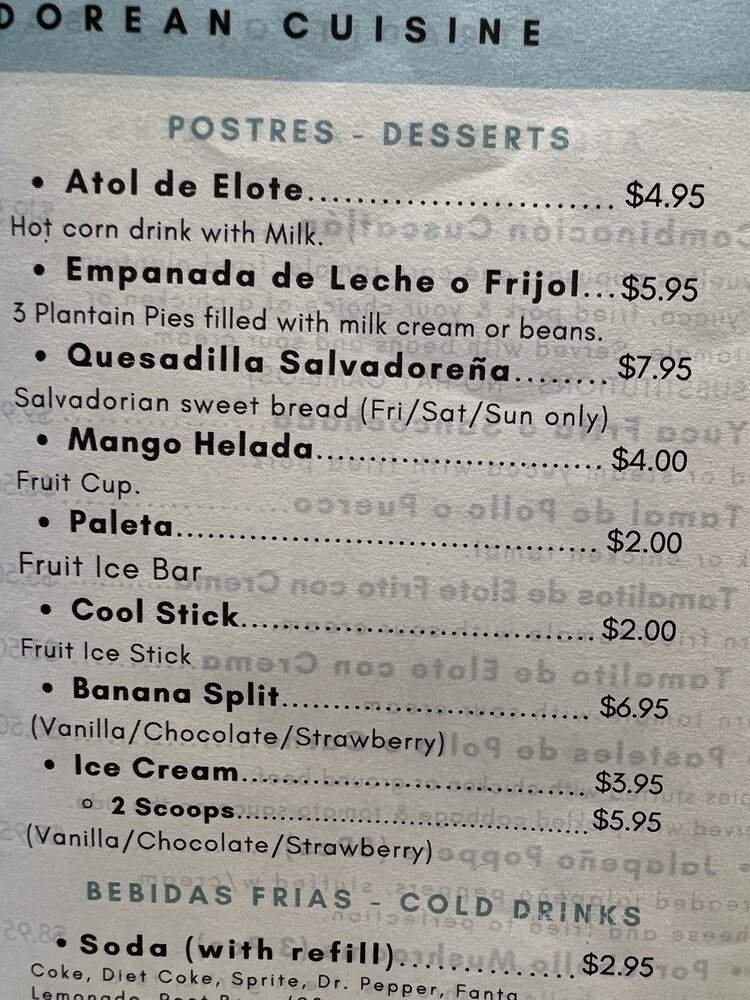 DOREAN CUISINE
POSTRES - DESSERTS
• Atol de Elote.......................... $4.95
Hot corn drink with Milk.
• Empanada de Leche o Frijol...$5.95
3 Plantain Pies filled with milk cream or beans.
• Quesadilla Salvadoreña........ $7.95
Salvadorian sweet bread (Fri/Sat/Sun only)
• Mango Helada............................ $4.00
Fruit Cup.
• Paleta......................................... $2.00
Fruit Ice Bar
• Cool Stick.................................. $2.00
Fruit Ice Stick
• Banana Split.............................. $6.95
(Vanilla/Chocolate/Strawberry)
• Ice Cream.................................. $3.95
○ 2 Scoops....................................$5.95
(Vanilla/Chocolate/Strawberry)
BEBIDAS FRIAS - COLD DRINKS
• Soda (with refill)................$2.95
Coke, Diet Coke, Sprite, Dr. Pepper, Fanta
Lemonade, Root Beer